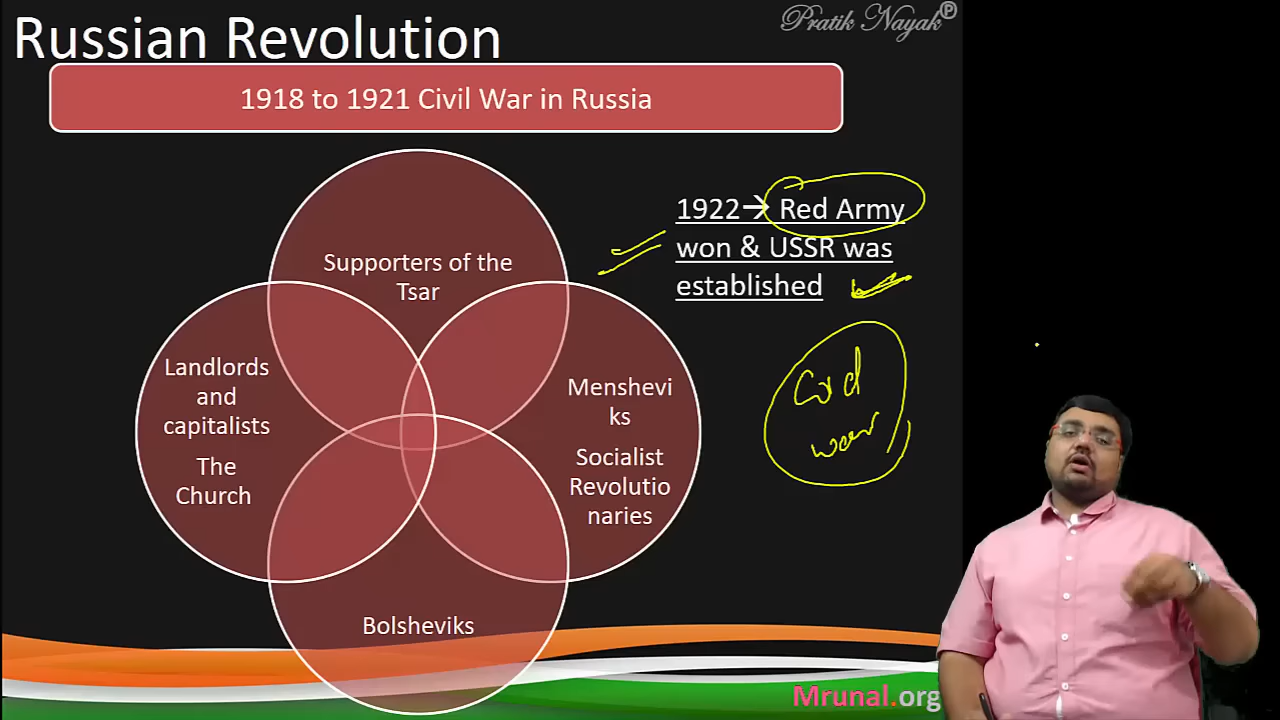 Pratik Nayak℗
Russian Revolution
1918 to 1921 Civil War in Russia
Supporters of the
Tsar
Landlords
and
capitalists
The
Church
Menshevi
ks
Socialist
Revolutio
naries
Bolsheviks
1922→ Red Army
won & USSR was
established
Cold
war
Mrunal.org